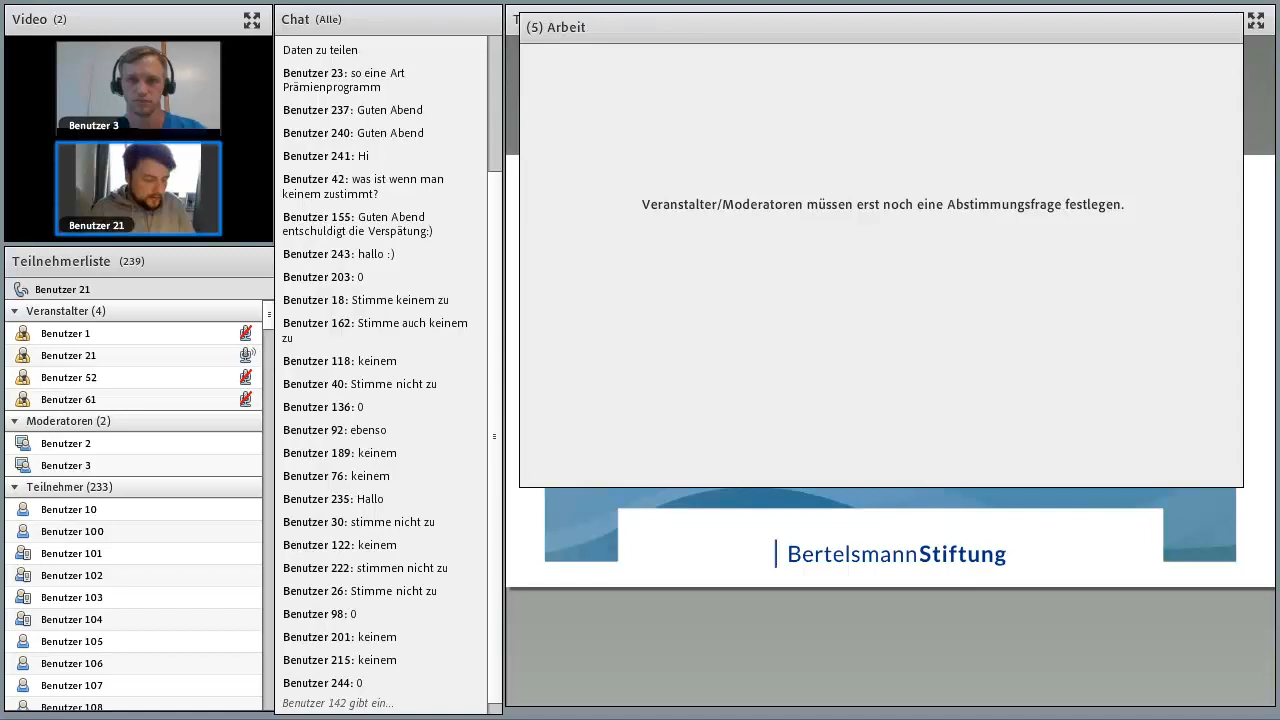 Video (2)
Benutzer 3
Benutzer 21
Teilnehmerliste (239)
Benutzer 21
Veranstalter (4)
Benutzer 1
Benutzer 21
Benutzer 52
Benutzer 61
Moderatoren (2)
Benutzer 2
Benutzer 3
Teilnehmer (233)
Benutzer 10
Benutzer 100
Benutzer 101
Benutzer 102
Benutzer 103
Benutzer 104
Benutzer 105
Benutzer 106
Benutzer 107
Benutzer 108
Chat (Alle)
Daten zu teilen
Benutzer 23: so eine Art
Prämienprogramm
Benutzer 237: Guten Abend
Benutzer 240: Guten Abend
Benutzer 241: Hi
Benutzer 42: was ist wenn man
keinem zustimmt?
Benutzer 155: Guten Abend
entschuldigt die Verspätung:)
Benutzer 243: hallo :)
Benutzer 203: 0
Benutzer 18: Stimme keinem zu
Benutzer 162: Stimme auch keinem
zu
Benutzer 118: keinem
Benutzer 40: Stimme nicht zu
Benutzer 136: 0
Benutzer 92: ebenso
Benutzer 189: keinem
Benutzer 76: keinem
Benutzer 235: Hallo
Benutzer 30: stimme nicht zu
Benutzer 122: keinem
Benutzer 222: stimmen nicht zu
Benutzer 26: Stimme nicht zu
Benutzer 98: 0
Benutzer 201: keinem
Benutzer 215: keinem
Benutzer 244: 0
Benutzer 142 gibt ein...
(5) Arbeit
Veranstalter/Moderatoren müssen erst noch eine Abstimmungsfrage festlegen.
BertelsmannStiftung